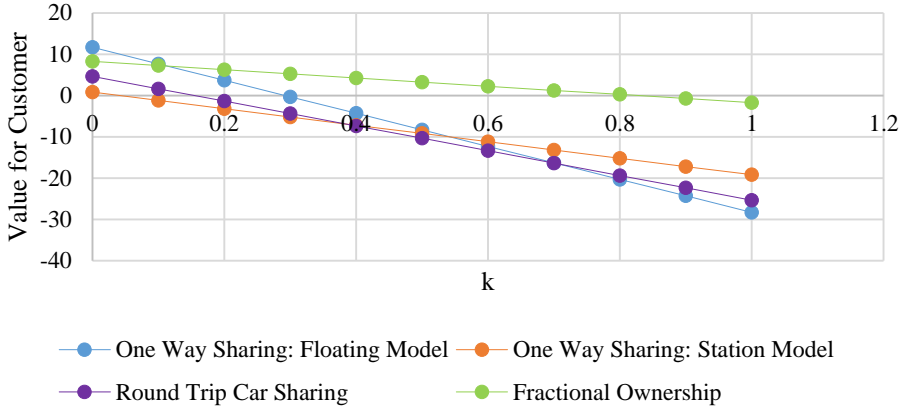 20
10
0
0 0.2 0.4 0.6 0.8 1 1.2
-10
-20
-30
-40
Value for Customer
k
One Way Sharing: Floating Model One Way Sharing: Station Model
Round Trip Car Sharing Fractional Ownership